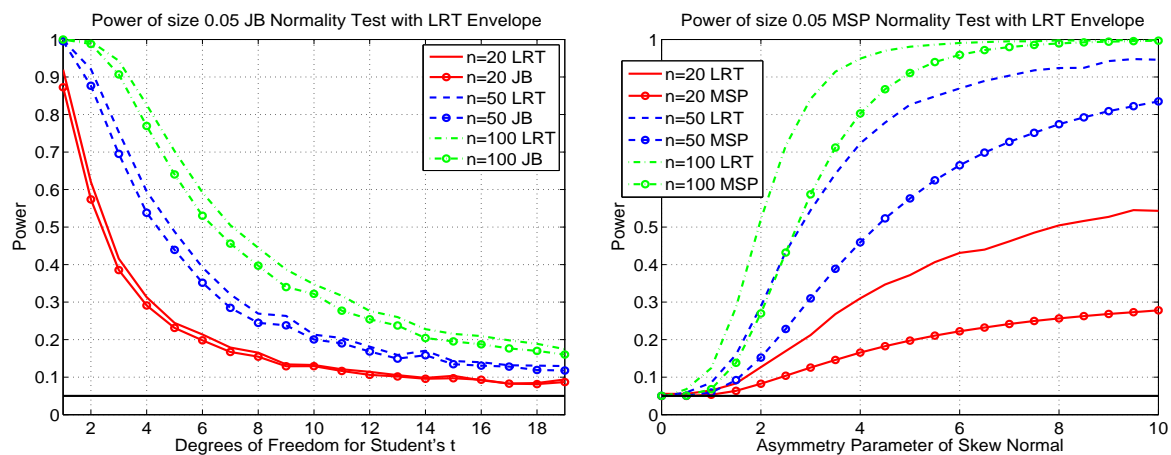 Power of size 0.05 JB Normality Test with LRT Envelope
1
0.9
0.8
0.7
0.6
0.5
0.4
0.3
0.2
0.1
0
Power
n=20 LRT
n=20 JB
n=50 LRT
n=50 JB
n=100 LRT
n=100 JB
2 4 6 8 10 12 14 16 18
Degrees of Freedom for Student's t
Power of size 0.05 MSP Normality Test with LRT Envelope
1
0.9
0.8
0.7
0.6
0.5
0.4
0.3
0.2
0.1
0
Power
n=20 LRT
n=20 MSP
n=50 LRT
n=50 MSP
n=100 LRT
n=100 MSP
0 2 4 6 8 10
Asymmetry Parameter of Skew Normal